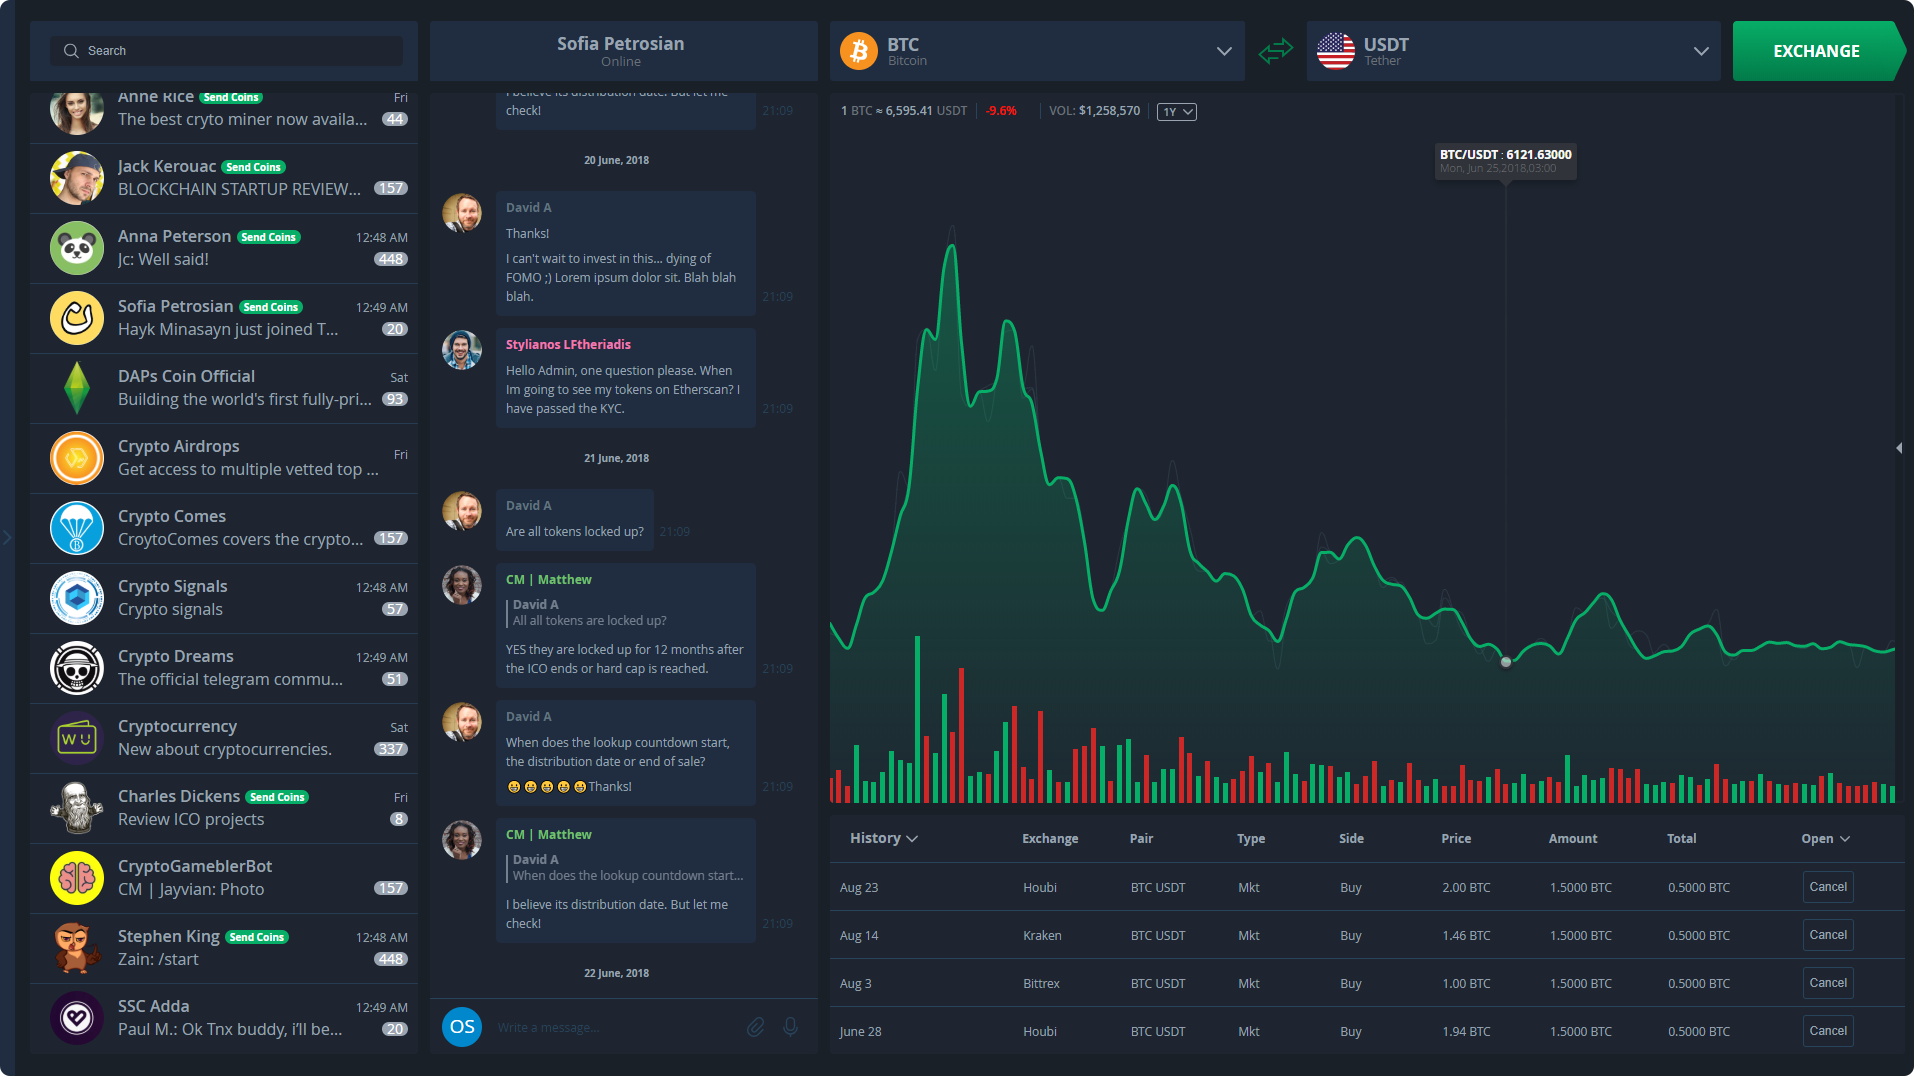 Search
Anne Rice Send Coins Fri
The best cryto miner now availa... 44
Jack Kerouac Send Coins
BLOCKCHAIN STARTUP REVIEW... 157
Anna Peterson Send Coins 12:48 AM
Jc: Well said! 448
Sofia Petrosian Send Coins 12:49 AM
Hayk Minasayn just joined T... 20
DAPs Coin Official Sat
Building the world's first fully-pri... 93
Crypto Airdrops Fri
Get access to multiple vetted top ...
Crypto Comes
CroytoComes covers the crypto... 157
Crypto Signals 12:48 AM
Crypto signals 57
Crypto Dreams 12:49 AM
The official telegram commu... 51
Cryptocurrency Sat
New about cryptocurrencies. 337
WU
Charles Dickens Send Coins Fri
Review ICO projects 8
CryptoGameblerBot
CM | Jayvian: Photo 157
Stephen King Send Coins 12:48 AM
Zain: /start 448
SSC Adda 12:49 AM
Paul M.: Ok Tnx buddy, i'll be... 20
Sofia Petrosian
Online
I believe its distribution date. But let me
check! 21:09
20 June, 2018
David A
Thanks!
I can't wait to invest in this... dying of
FOMO ;) Lorem ipsum dolor sit. Blah blah
blah. 21:09
Stylianos LFtheriadis
Hello Admin, one question please. When
Im going to see my tokens on Etherscan? I
have passed the KYC. 21:09
21 June, 2018
David A
Are all tokens locked up? 21:09
CM | Matthew
David A
All all tokens are locked up?
YES they are locked up for 12 months after
the ICO ends or hard cap is reached. 21:09
David A
When does the lookup countdown start,
the distribution date or end of sale?
😀😀😀😀😀Thanks! 21:09
CM | Matthew
David A
When does the lookup countdown start...
I believe its distribution date. But let me
check! 21:09
22 June, 2018
OS Write a message...
BTC
Bitcoin
USDT
Tether
EXCHANGE
1 BTC ≈ 6,595.41 USDT -9.6% VOL: $1,258,570 1Y
BTC/USDT : 6121.63000
Mon, Jun 25,2018,03:00
History Exchange Pair Type Side Price Amount Total Open
Aug 23 Houbi BTC USDT Mkt Buy 2.00 BTC 1.5000 BTC 0.5000 BTC Cancel
Aug 14 Kraken BTC USDT Mkt Buy 1.46 BTC 1.5000 BTC 0.5000 BTC Cancel
Aug 3 Bittrex BTC USDT Mkt Buy 1.00 BTC 1.5000 BTC 0.5000 BTC Cancel
June 28 Houbi BTC USDT Mkt Buy 1.94 BTC 1.5000 BTC 0.5000 BTC Cancel